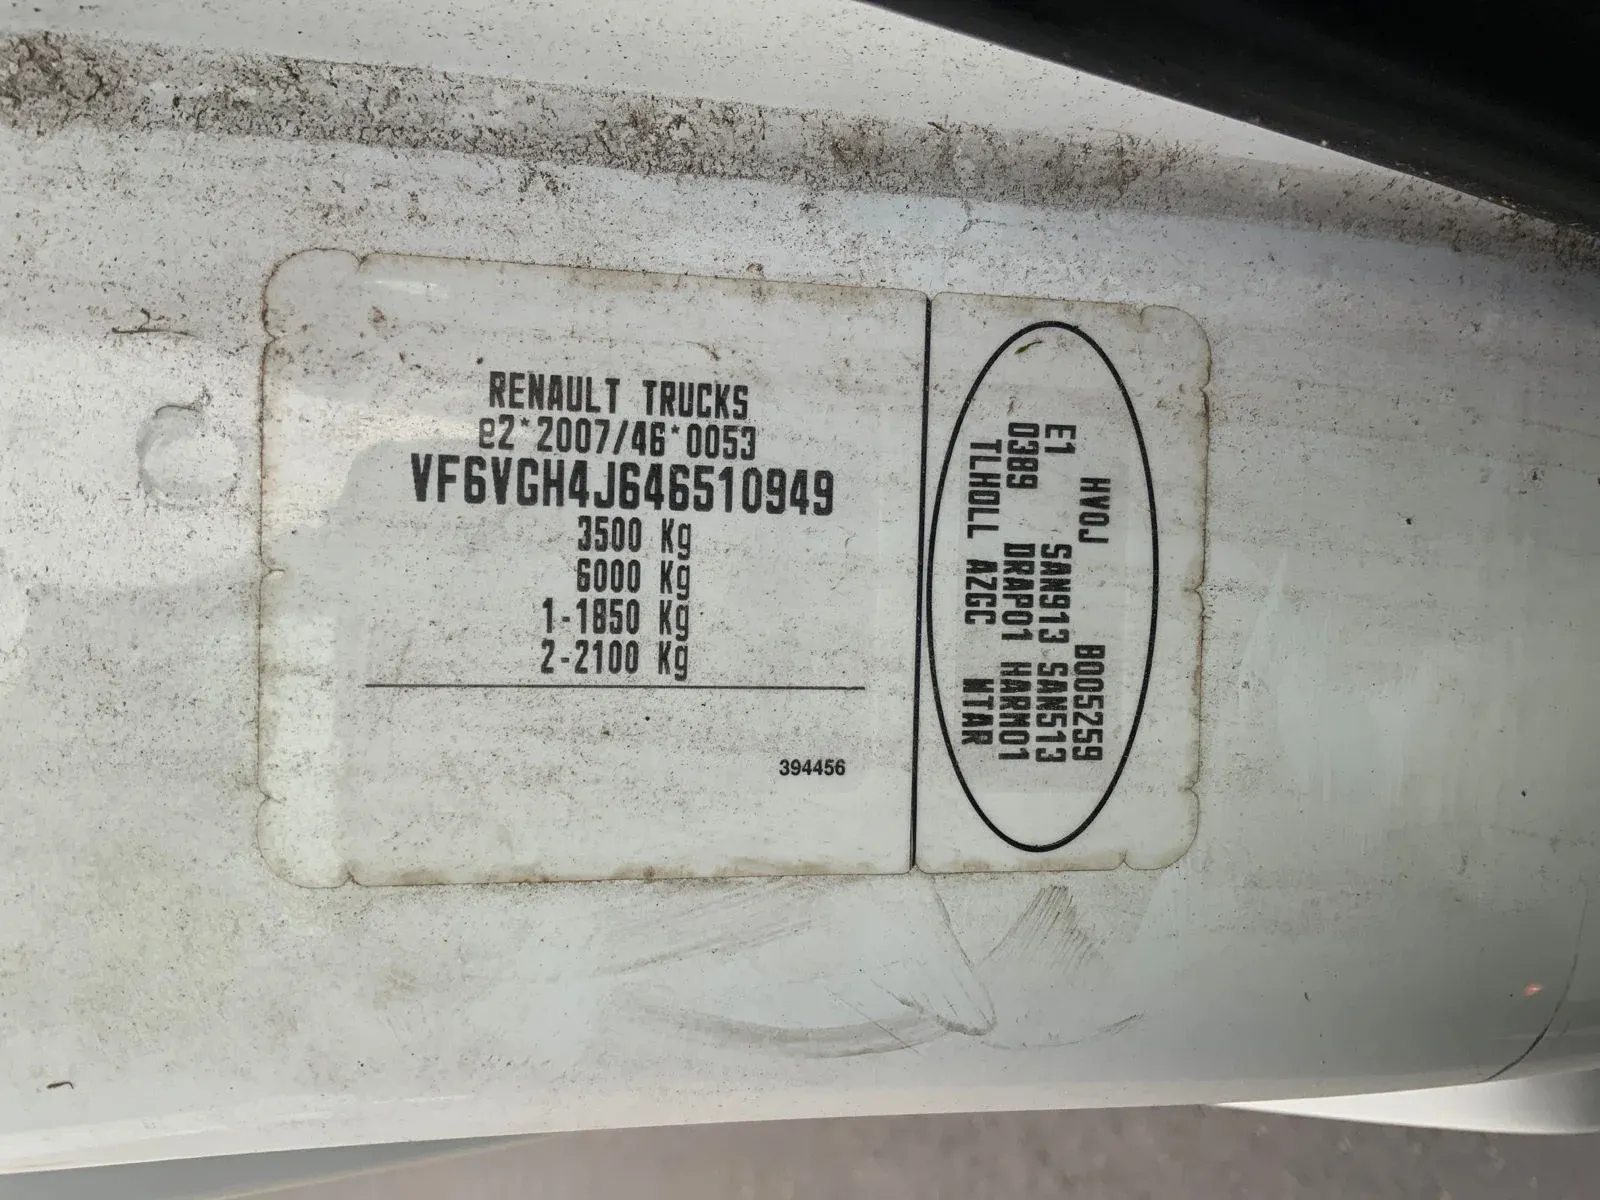 RENAULT TRUCKS
e2*2007/46*0053
VF6VGH4J646510949
3500 Kg
6000 Kg
1-1850 Kg
2-2100 Kg
394456
HVOJ B005259
E1 SAN913 SAN513
0389 DRAP01 HARM01
TLHOLL AZGC NTAR